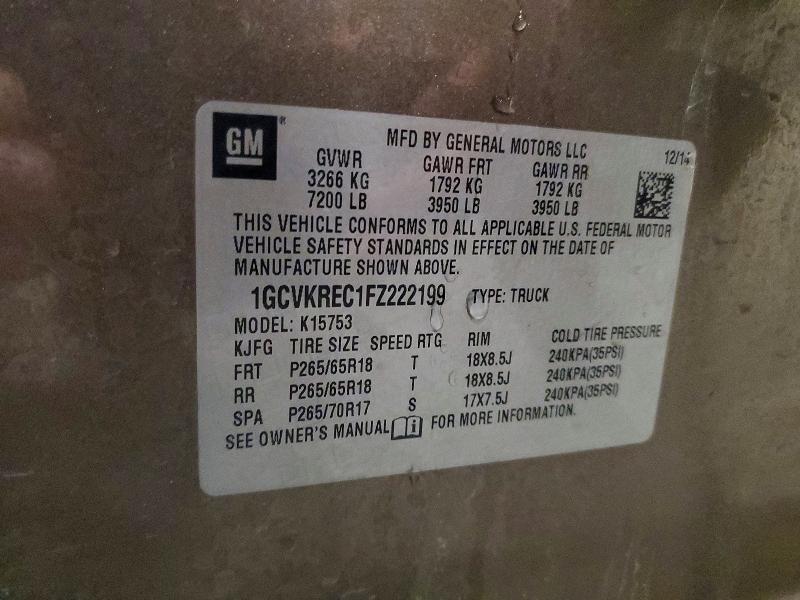 GM®
MFD BY GENERAL MOTORS LLC 12/14
GVWR GAWR FRT GAWR RR
3266 KG 1792 KG 1792 KG
7200 LB 3950 LB 3950 LB
THIS VEHICLE CONFORMS TO ALL APPLICABLE U.S. FEDERAL MOTOR
VEHICLE SAFETY STANDARDS IN EFFECT ON THE DATE OF
MANUFACTURE SHOWN ABOVE.
1GCVKREC1FZ222199 TYPE: TRUCK
MODEL: K15753
KJFG TIRE SIZE SPEED RTG RIM COLD TIRE PRESSURE
FRT P265/65R18 T 18X8.5J 240KPA(35PSI)
RR P265/65R18 T 18X8.5J 240KPA(35PSI)
SPA P265/70R17 S 17X7.5J 240KPA(35PSI)
SEE OWNER'S MANUAL FOR MORE INFORMATION.